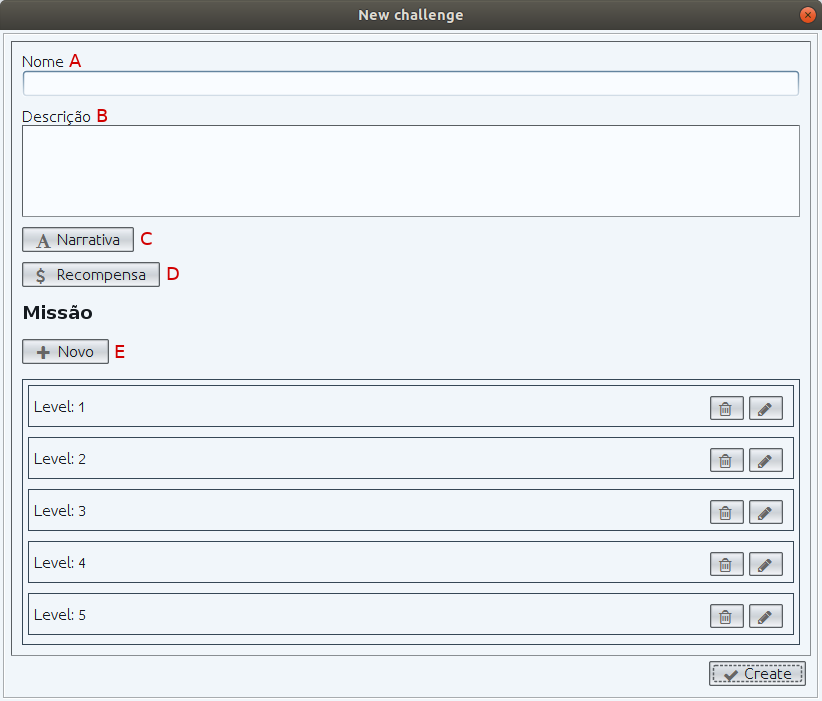 New challenge
Nome A
Descrição B
A Narrativa C
$ Recompensa D
Missão
Novo E
Level: 1
Level: 2
Level: 3
Level: 4
Level: 5
Create